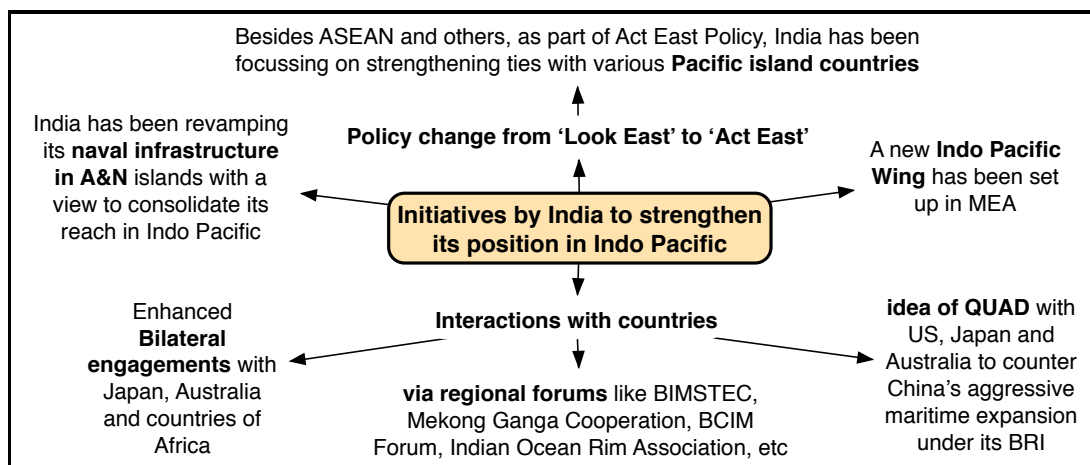 Besides ASEAN and others, as part of Act East Policy, India has been
focussing on strengthening ties with various Pacific island countries
Policy change from ‘Look East’ to ‘Act East’
India has been revamping
its naval infrastructure
in A&N islands with a
view to consolidate its
reach in Indo Pacific
A new Indo Pacific
Wing has been set
up in MEA
Initiatives by India to strengthen
its position in Indo Pacific
Interactions with countries
Enhanced
Bilateral
engagements with
Japan, Australia
and countries of
Africa
via regional forums like BIMSTEC,
Mekong Ganga Cooperation, BCIM
Forum, Indian Ocean Rim Association, etc
idea of QUAD with
US, Japan and
Australia to counter
China’s aggressive
maritime expansion
under its BRI